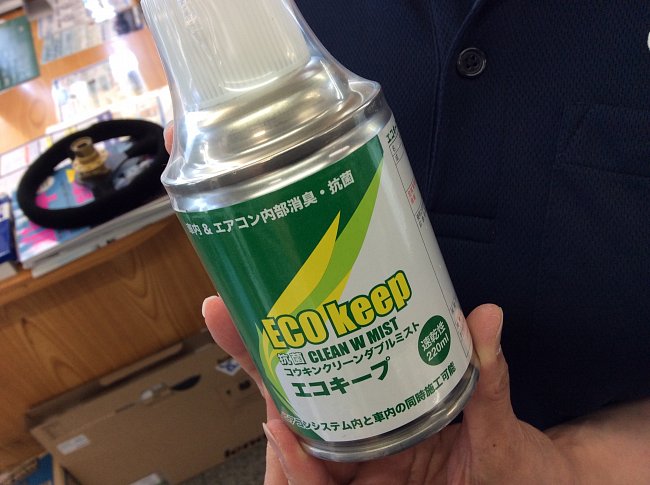 車内 & エアコン内部消臭・抗菌
ECO keep
抗菌 CLEAN W MIST
コウキンクリーンダブルミスト
エコキープ
速乾性
220ml
システム内と車内の同時施工可能